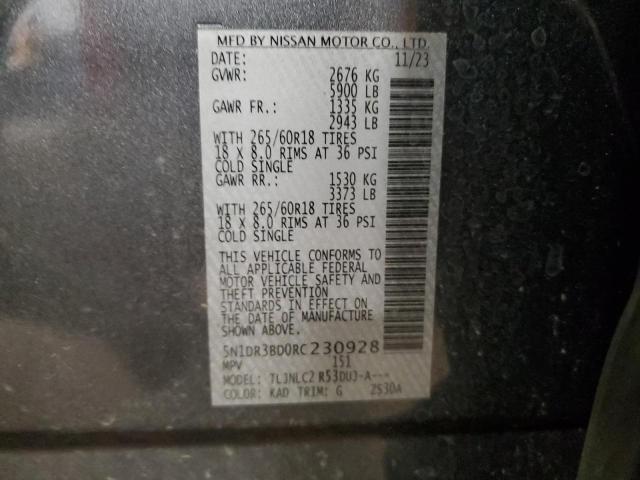 MFD BY NISSAN MOTOR CO., LTD.
DATE: 11/23
GVWR: 2676 KG
5900 LB
GAWR FR.: 1335 KG
2943 LB
WITH 265/60R18 TIRES
18 X 8.0 RIMS AT 36 PSI
COLD SINGLE
GAWR RR.: 1530 KG
3373 LB
WITH 265/60R18 TIRES
18 X 8.0 RIMS AT 36 PSI
COLD SINGLE
THIS VEHICLE CONFORMS TO
ALL APPLICABLE FEDERAL
MOTOR VEHICLE SAFETY AND
THEFT PREVENTION
STANDARDS IN EFFECT ON
THE DATE OF MANUFACTURE
SHOWN ABOVE.
5N1DR3BD0RC230928
MPV 151
MODEL: TLJNLC2 R53DUJ-A---
COLOR: KAD TRIM: G 2530A